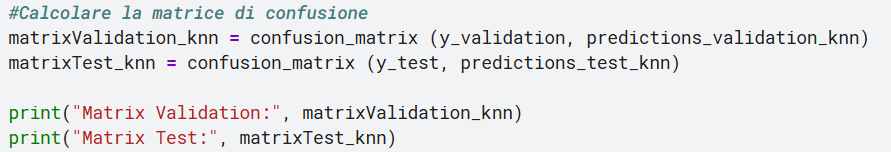 #Calcolare la matrice di confusione
matrixValidation_knn = confusion_matrix (y_validation, predictions_validation_knn)
matrixTest_knn = confusion_matrix (y_test, predictions_test_knn)
print("Matrix Validation:", matrixValidation_knn)
print("Matrix Test:", matrixTest_knn)